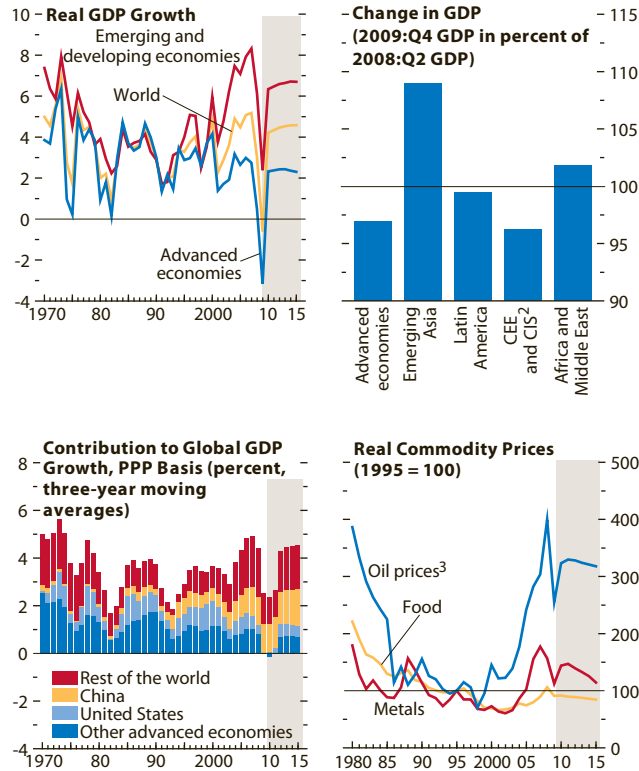 Real GDP Growth
10
Emerging and
developing economies
8
World
6
4
2
0
Advanced
economies
-2
-4
1970 80 90 2000 10 15
Change in GDP
(2009:Q4 GDP in percent of
2008:Q2 GDP)
115
110
105
100
95
90
Advanced
economies
Emerging
Asia
Latin
America
CEE
and CIS2
Africa and
Middle East
Contribution to Global GDP
Growth, PPP Basis (percent,
three-year moving
averages)
8
6
4
2
0
Rest of the world
China
United States
Other advanced economies
-2
-4
1970 80 90 2000 10 15
Real Commodity Prices
(1995 = 100)
500
400
Oil prices3
300
Food
200
100
Metals
0
1980 85 90 95 2000 05 10 15